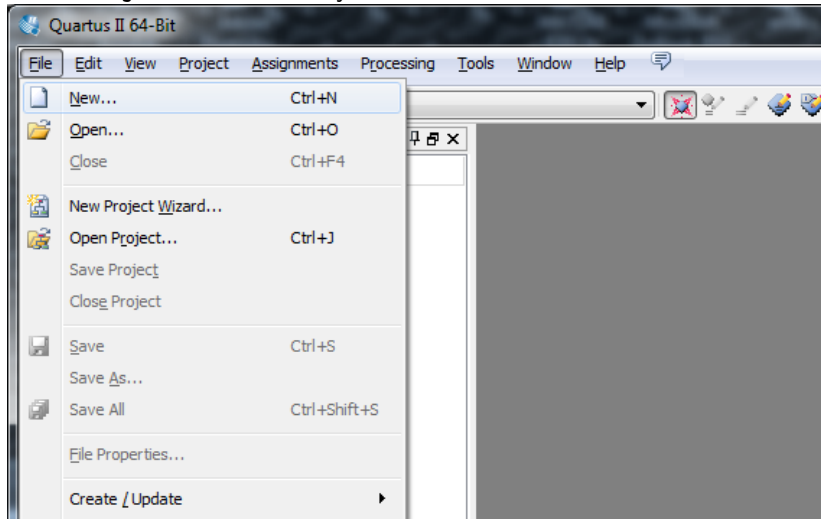 Quartus II 64-Bit
File Edit View Project Assignments Processing Tools Window Help
New... Ctrl+N
Open... Ctrl+O
Close Ctrl+F4
New Project Wizard...
Open Project... Ctrl+J
Save Project
Close Project
Save Ctrl+S
Save As...
Save All Ctrl+Shift+S
File Properties...
Create / Update